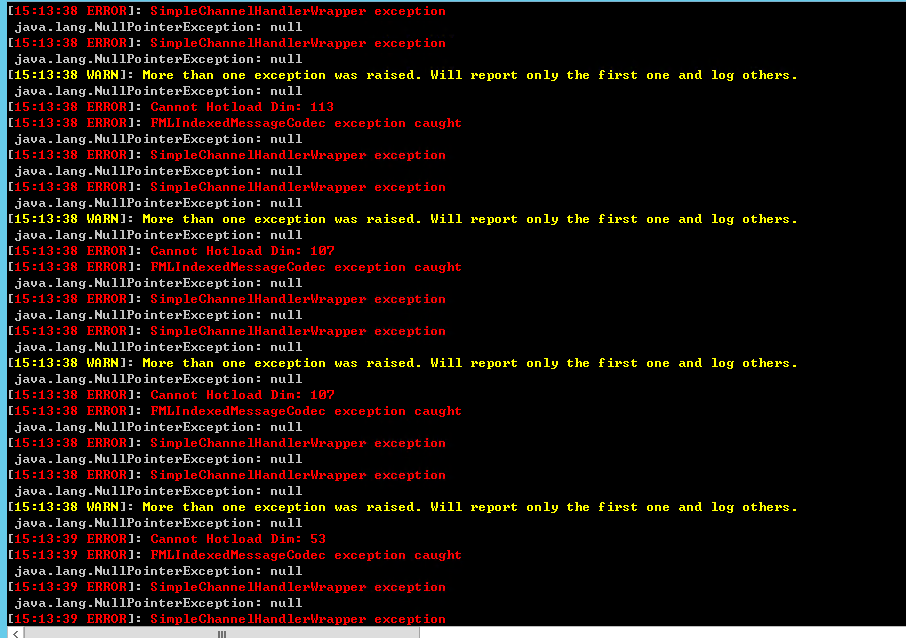 [15:13:38 ERROR]: SimpleChannelHandlerWrapper exception
java.lang.NullPointerException: null
[15:13:38 ERROR]: SimpleChannelHandlerWrapper exception
java.lang.NullPointerException: null
[15:13:38 WARN]: More than one exception was raised. Will report only the first one and log others.
java.lang.NullPointerException: null
[15:13:38 ERROR]: Cannot Hotload Dim: 113
[15:13:38 ERROR]: FMLIndexedMessageCodec exception caught
java.lang.NullPointerException: null
[15:13:38 ERROR]: SimpleChannelHandlerWrapper exception
java.lang.NullPointerException: null
[15:13:38 ERROR]: SimpleChannelHandlerWrapper exception
java.lang.NullPointerException: null
[15:13:38 WARN]: More than one exception was raised. Will report only the first one and log others.
java.lang.NullPointerException: null
[15:13:38 ERROR]: Cannot Hotload Dim: 107
[15:13:38 ERROR]: FMLIndexedMessageCodec exception caught
java.lang.NullPointerException: null
[15:13:38 ERROR]: SimpleChannelHandlerWrapper exception
java.lang.NullPointerException: null
[15:13:38 ERROR]: SimpleChannelHandlerWrapper exception
java.lang.NullPointerException: null
[15:13:38 WARN]: More than one exception was raised. Will report only the first one and log others.
java.lang.NullPointerException: null
[15:13:38 ERROR]: Cannot Hotload Dim: 107
[15:13:38 ERROR]: FMLIndexedMessageCodec exception caught
java.lang.NullPointerException: null
[15:13:38 ERROR]: SimpleChannelHandlerWrapper exception
java.lang.NullPointerException: null
[15:13:38 ERROR]: SimpleChannelHandlerWrapper exception
java.lang.NullPointerException: null
[15:13:38 WARN]: More than one exception was raised. Will report only the first one and log others.
java.lang.NullPointerException: null
[15:13:39 ERROR]: Cannot Hotload Dim: 53
[15:13:39 ERROR]: FMLIndexedMessageCodec exception caught
java.lang.NullPointerException: null
[15:13:39 ERROR]: SimpleChannelHandlerWrapper exception
java.lang.NullPointerException: null
[15:13:39 ERROR]: SimpleChannelHandlerWrapper exception